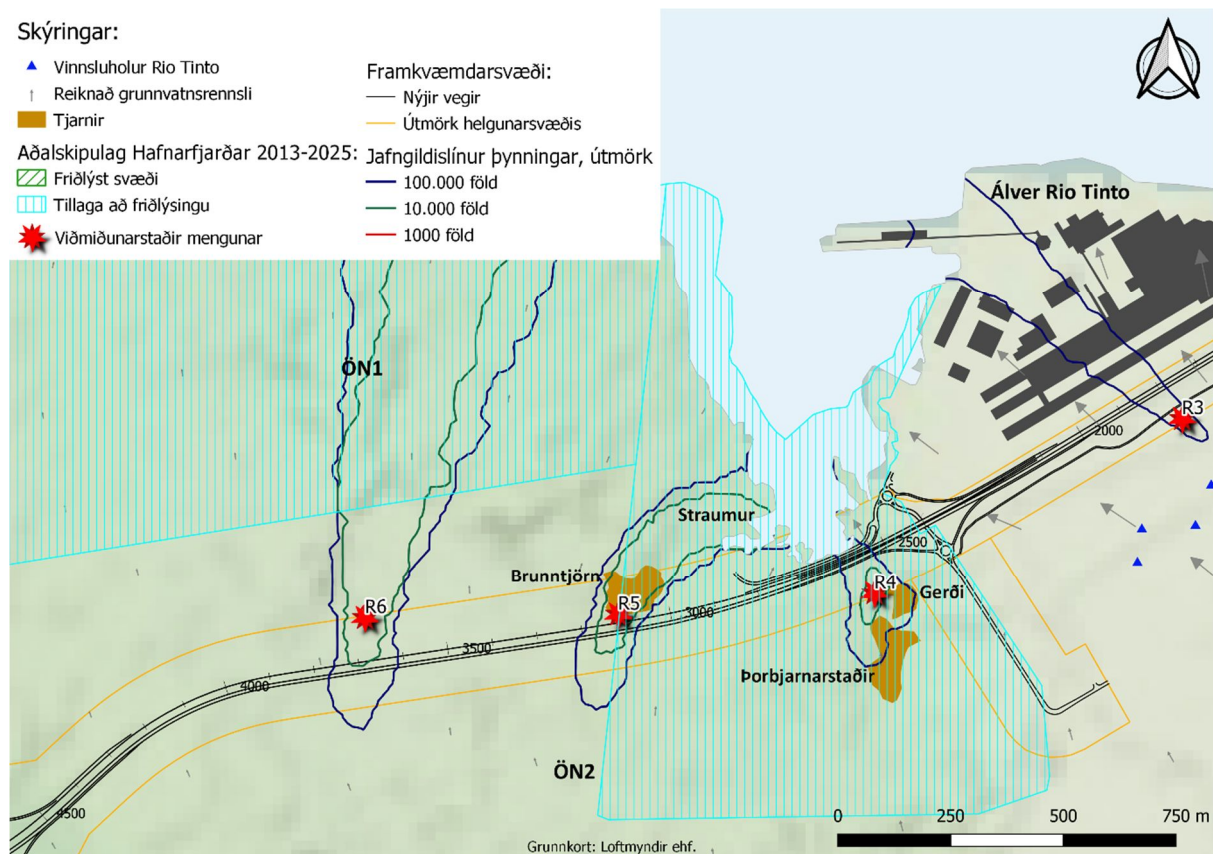 Skýringar:
Vinnsluholur Rio Tinto
Reiknað grunnvatnsrennsli
Tjarnir
Aðalskipulag Hafnarfjarðar 2013-2025:
Friðlýst svæði
Tillaga að friðlýsingu
Viðmiðunarstaðir mengunar
Framkvæmdarsvæði:
Nýjir vegir
Útmörk helgunarsvæðis
Jafngildislínur þynningar, útmörk
100.000 föld
10.000 föld
1000 föld
Álver Rio Tinto
ÖN1
R3
2000
Straumur
2500
Brunntjörn
R6
R5
3000
R4
Gerði
3500
4000
Þorbjarnarstaðir
ÖN2
4500
0 250 500 750 m
Grunnkort: Loftmyndir ehf.